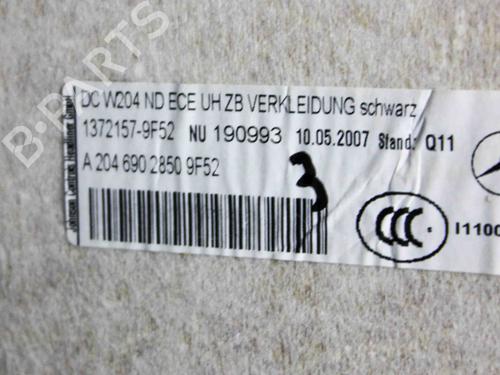 DC W204 ND ECE UH ZB VERKLEIDUNG schwarz
1372157-9F52 NU 190993 10.05.2007 Stand: Q11
A 204 690 2850 9F52
3
CCC
I1100
B-PARTS